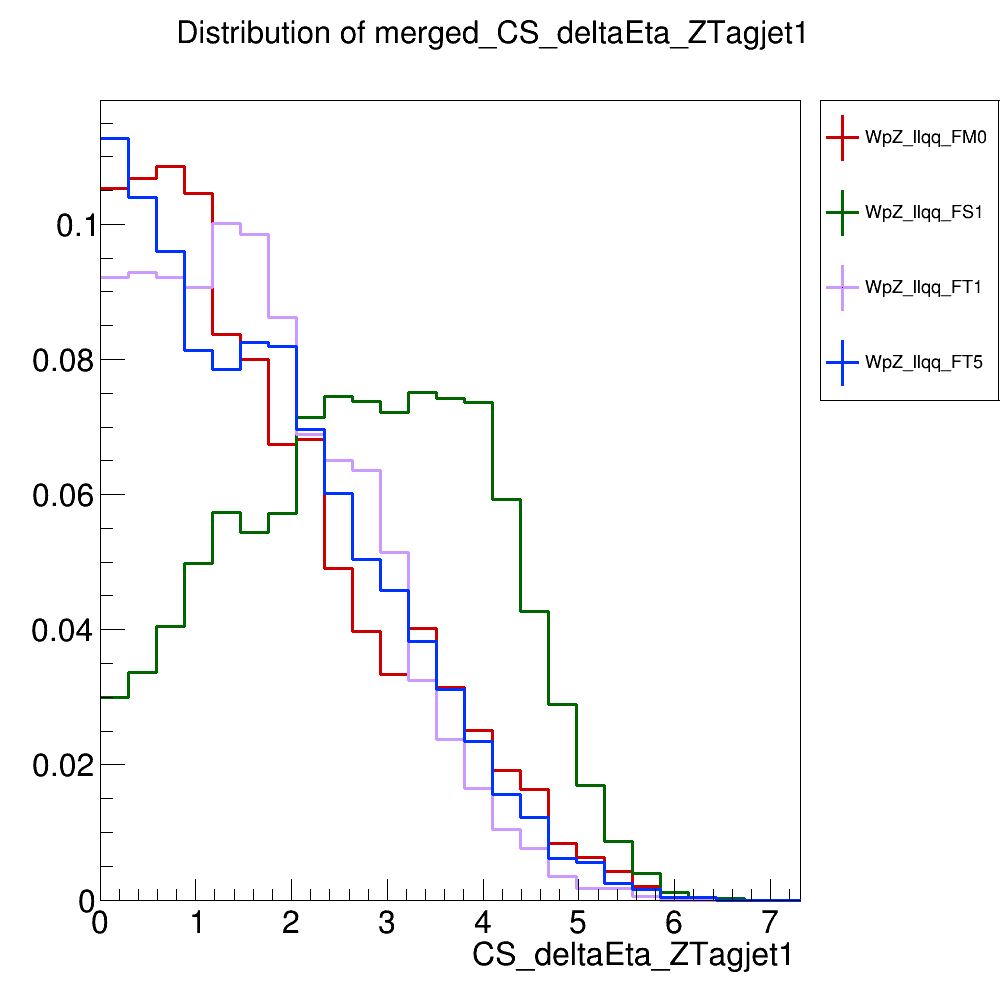 Distribution of merged_CS_deltaEta_ZTagjet1
WpZ_llqq_FM0
WpZ_llqq_FS1
WpZ_llqq_FT1
WpZ_llqq_FT5
0.1
0.08
0.06
0.04
0.02
0
0 1 2 3 4 5 6 7
CS_deltaEta_ZTagjet1